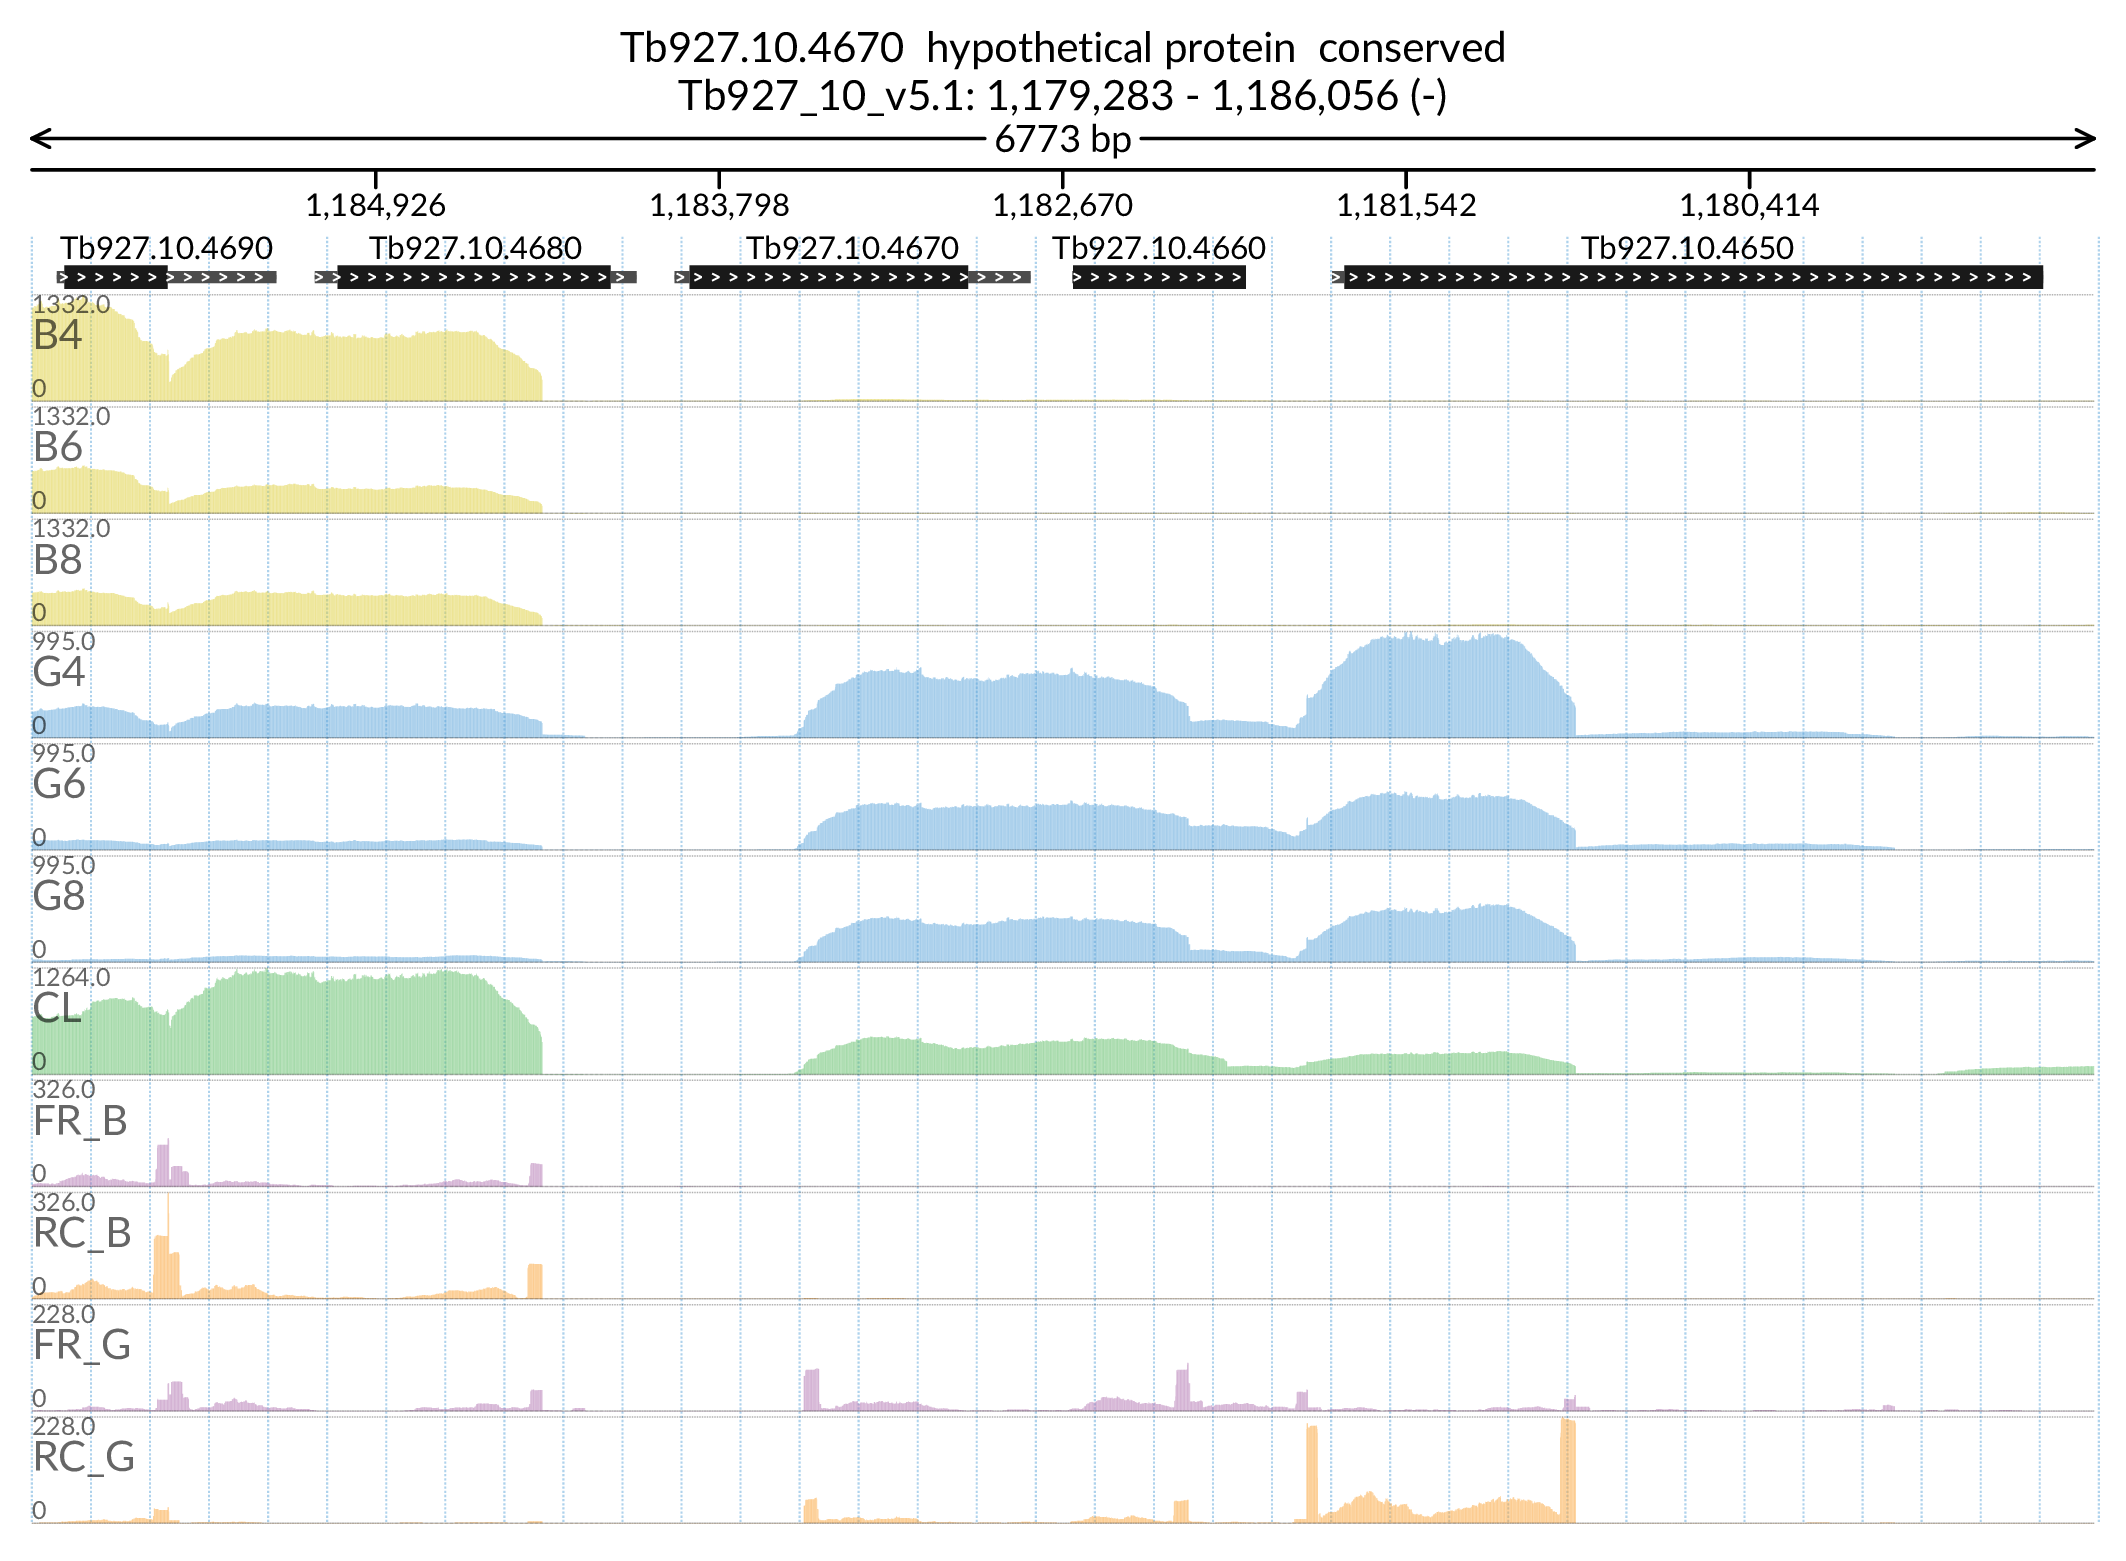 Tb927.10.4670  hypothetical protein  conserved
Tb927_10_v5.1: 1,179,283 - 1,186,056 (-)
6773 bp
1,184,926 1,183,798 1,182,670 1,181,542 1,180,414
Tb927.10.4690 Tb927.10.4680 Tb927.10.4670 Tb927.10.4660 Tb927.10.4650
1332.0
B4
0
1332.0
B6
0
1332.0
B8
0
995.0
G4
0
995.0
G6
0
995.0
G8
0
1264.0
CL
0
326.0
FR_B
0
326.0
RC_B
0
228.0
FR_G
0
228.0
RC_G
0